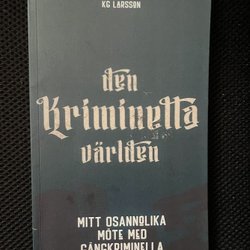 KG LARSSON
den
Kriminella
världen
MITT OSANNOLIKA
MÖTE MED
GÄNGKRIMINELLA